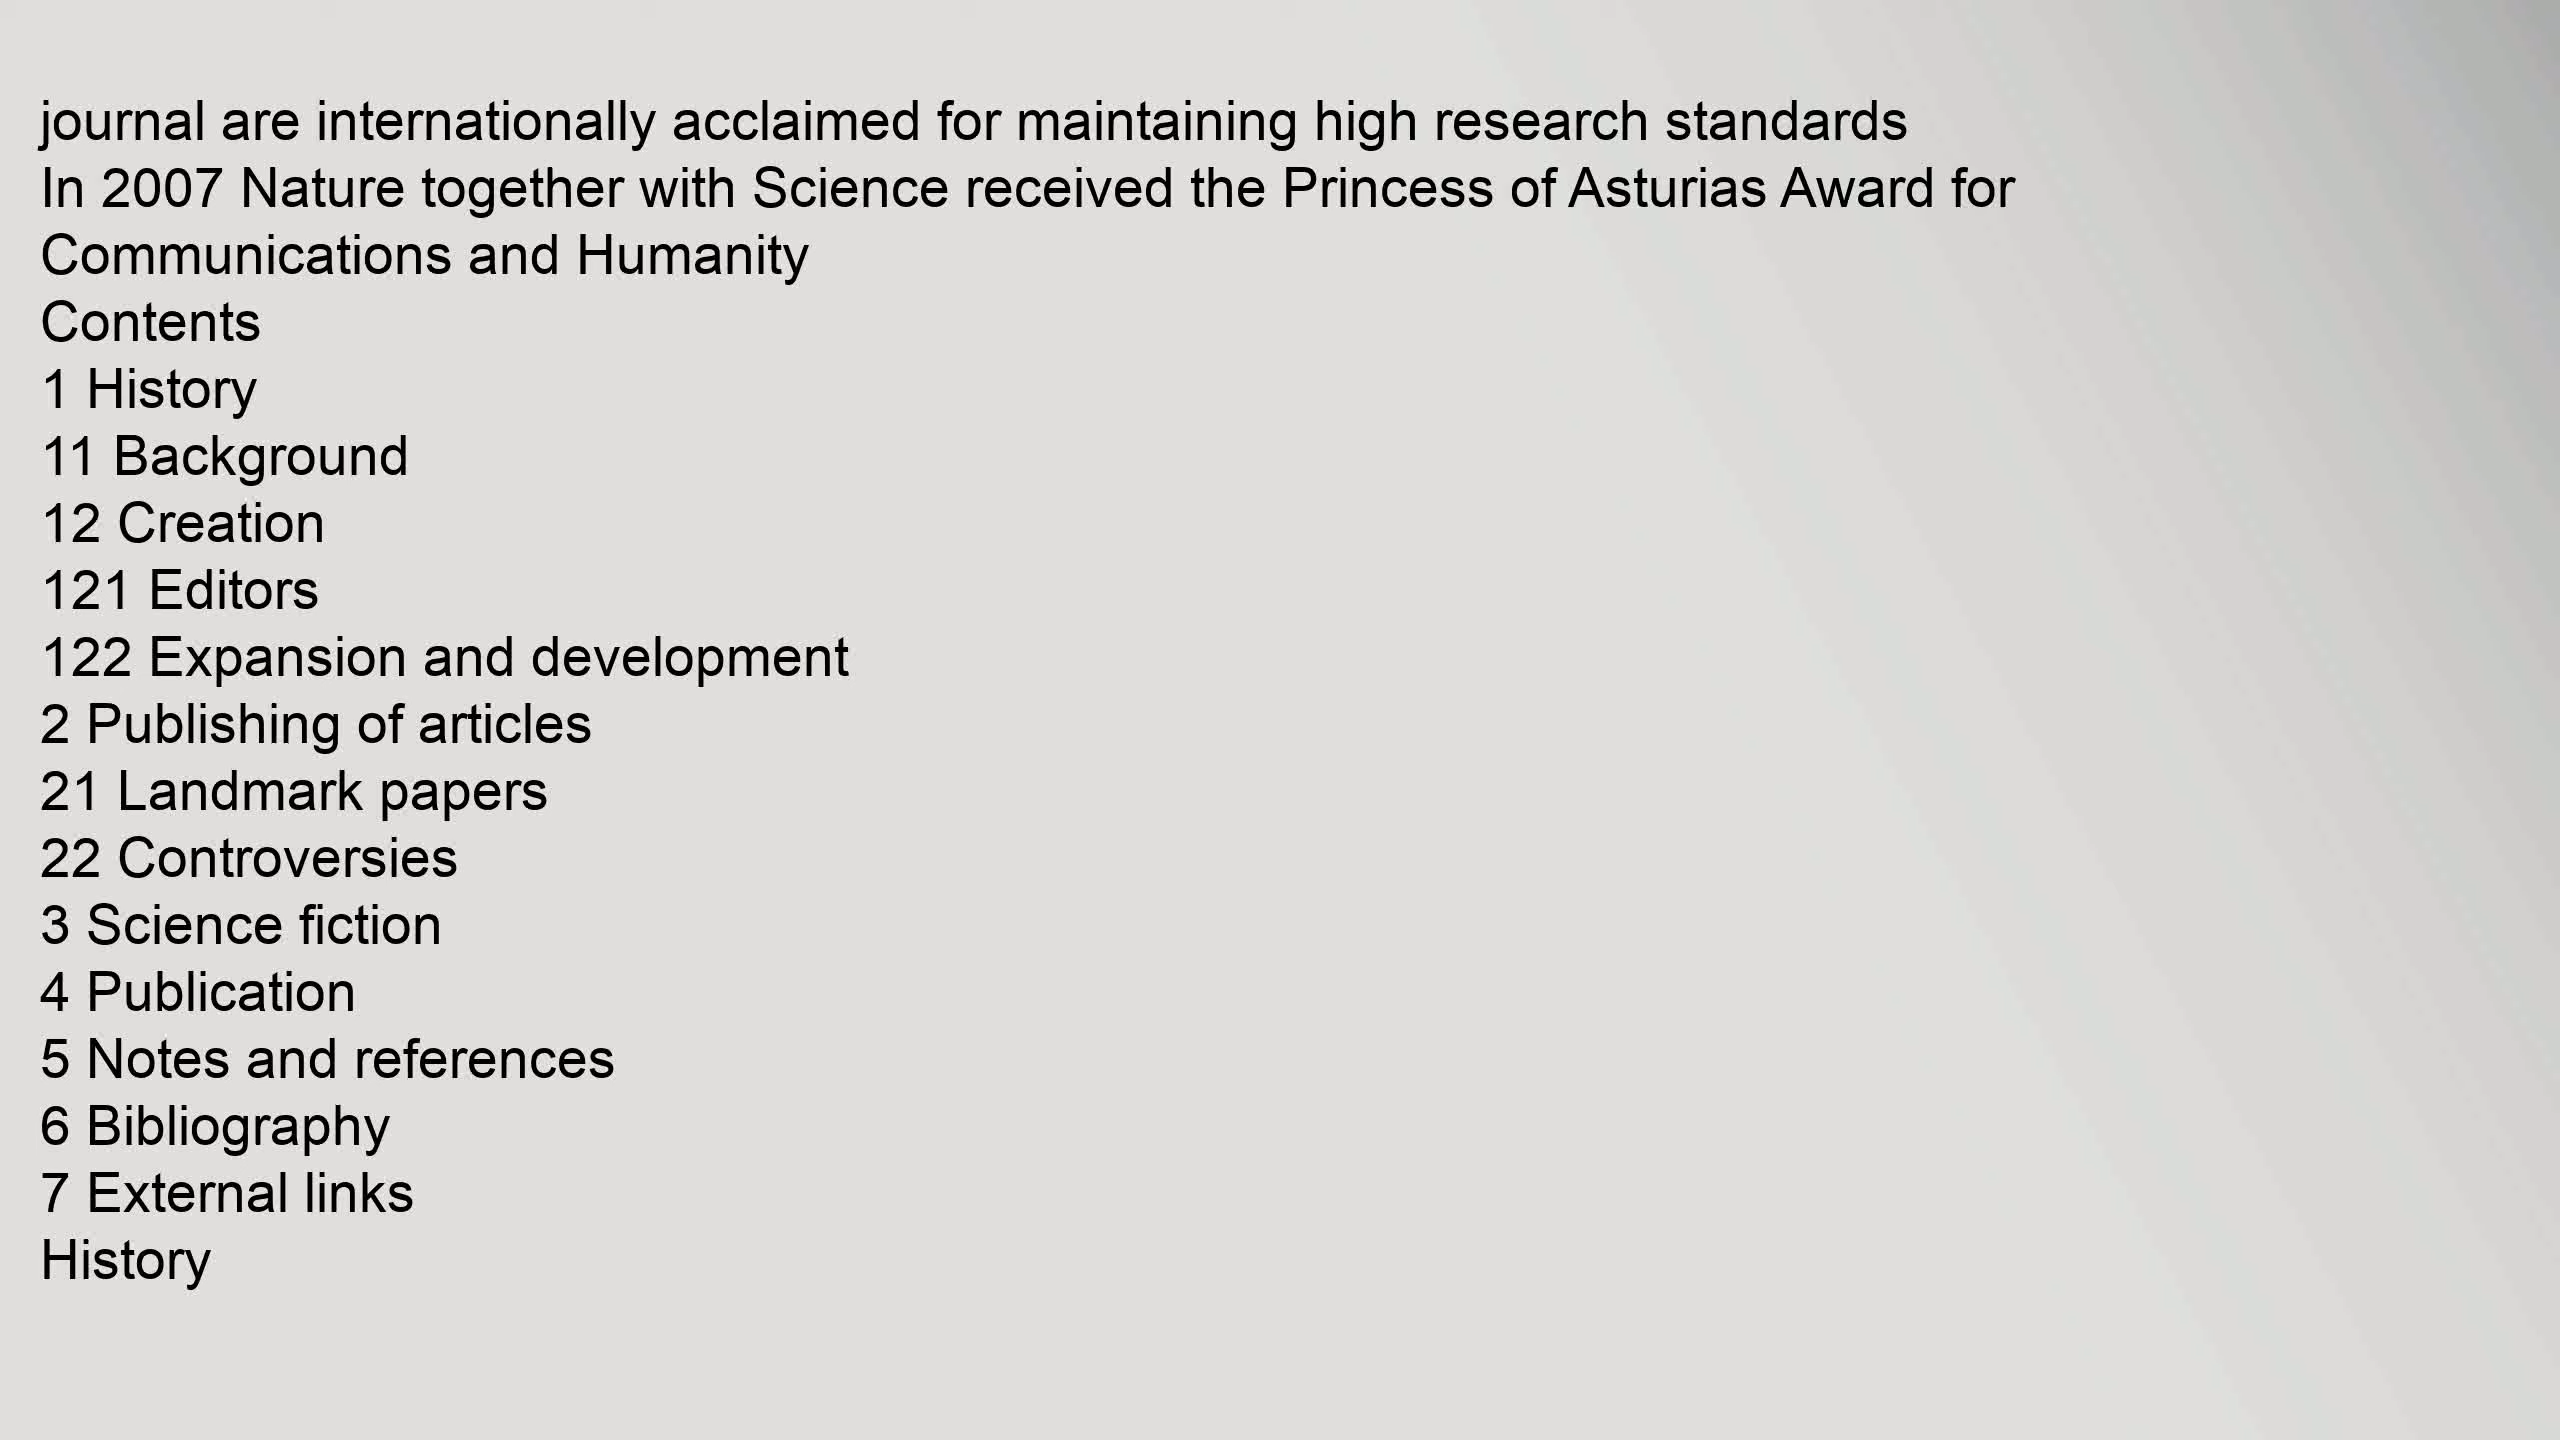 journal are internationally acclaimed for maintaining high research standards
In 2007 Nature together with Science received the Princess of Asturias Award for
Communications and Humanity
Contents
1 History
11 Background
12 Creation
121 Editors
122 Expansion and development
2 Publishing of articles
21 Landmark papers
22 Controversies
3 Science fiction
4 Publication
5 Notes and references
6 Bibliography
7 External links
History